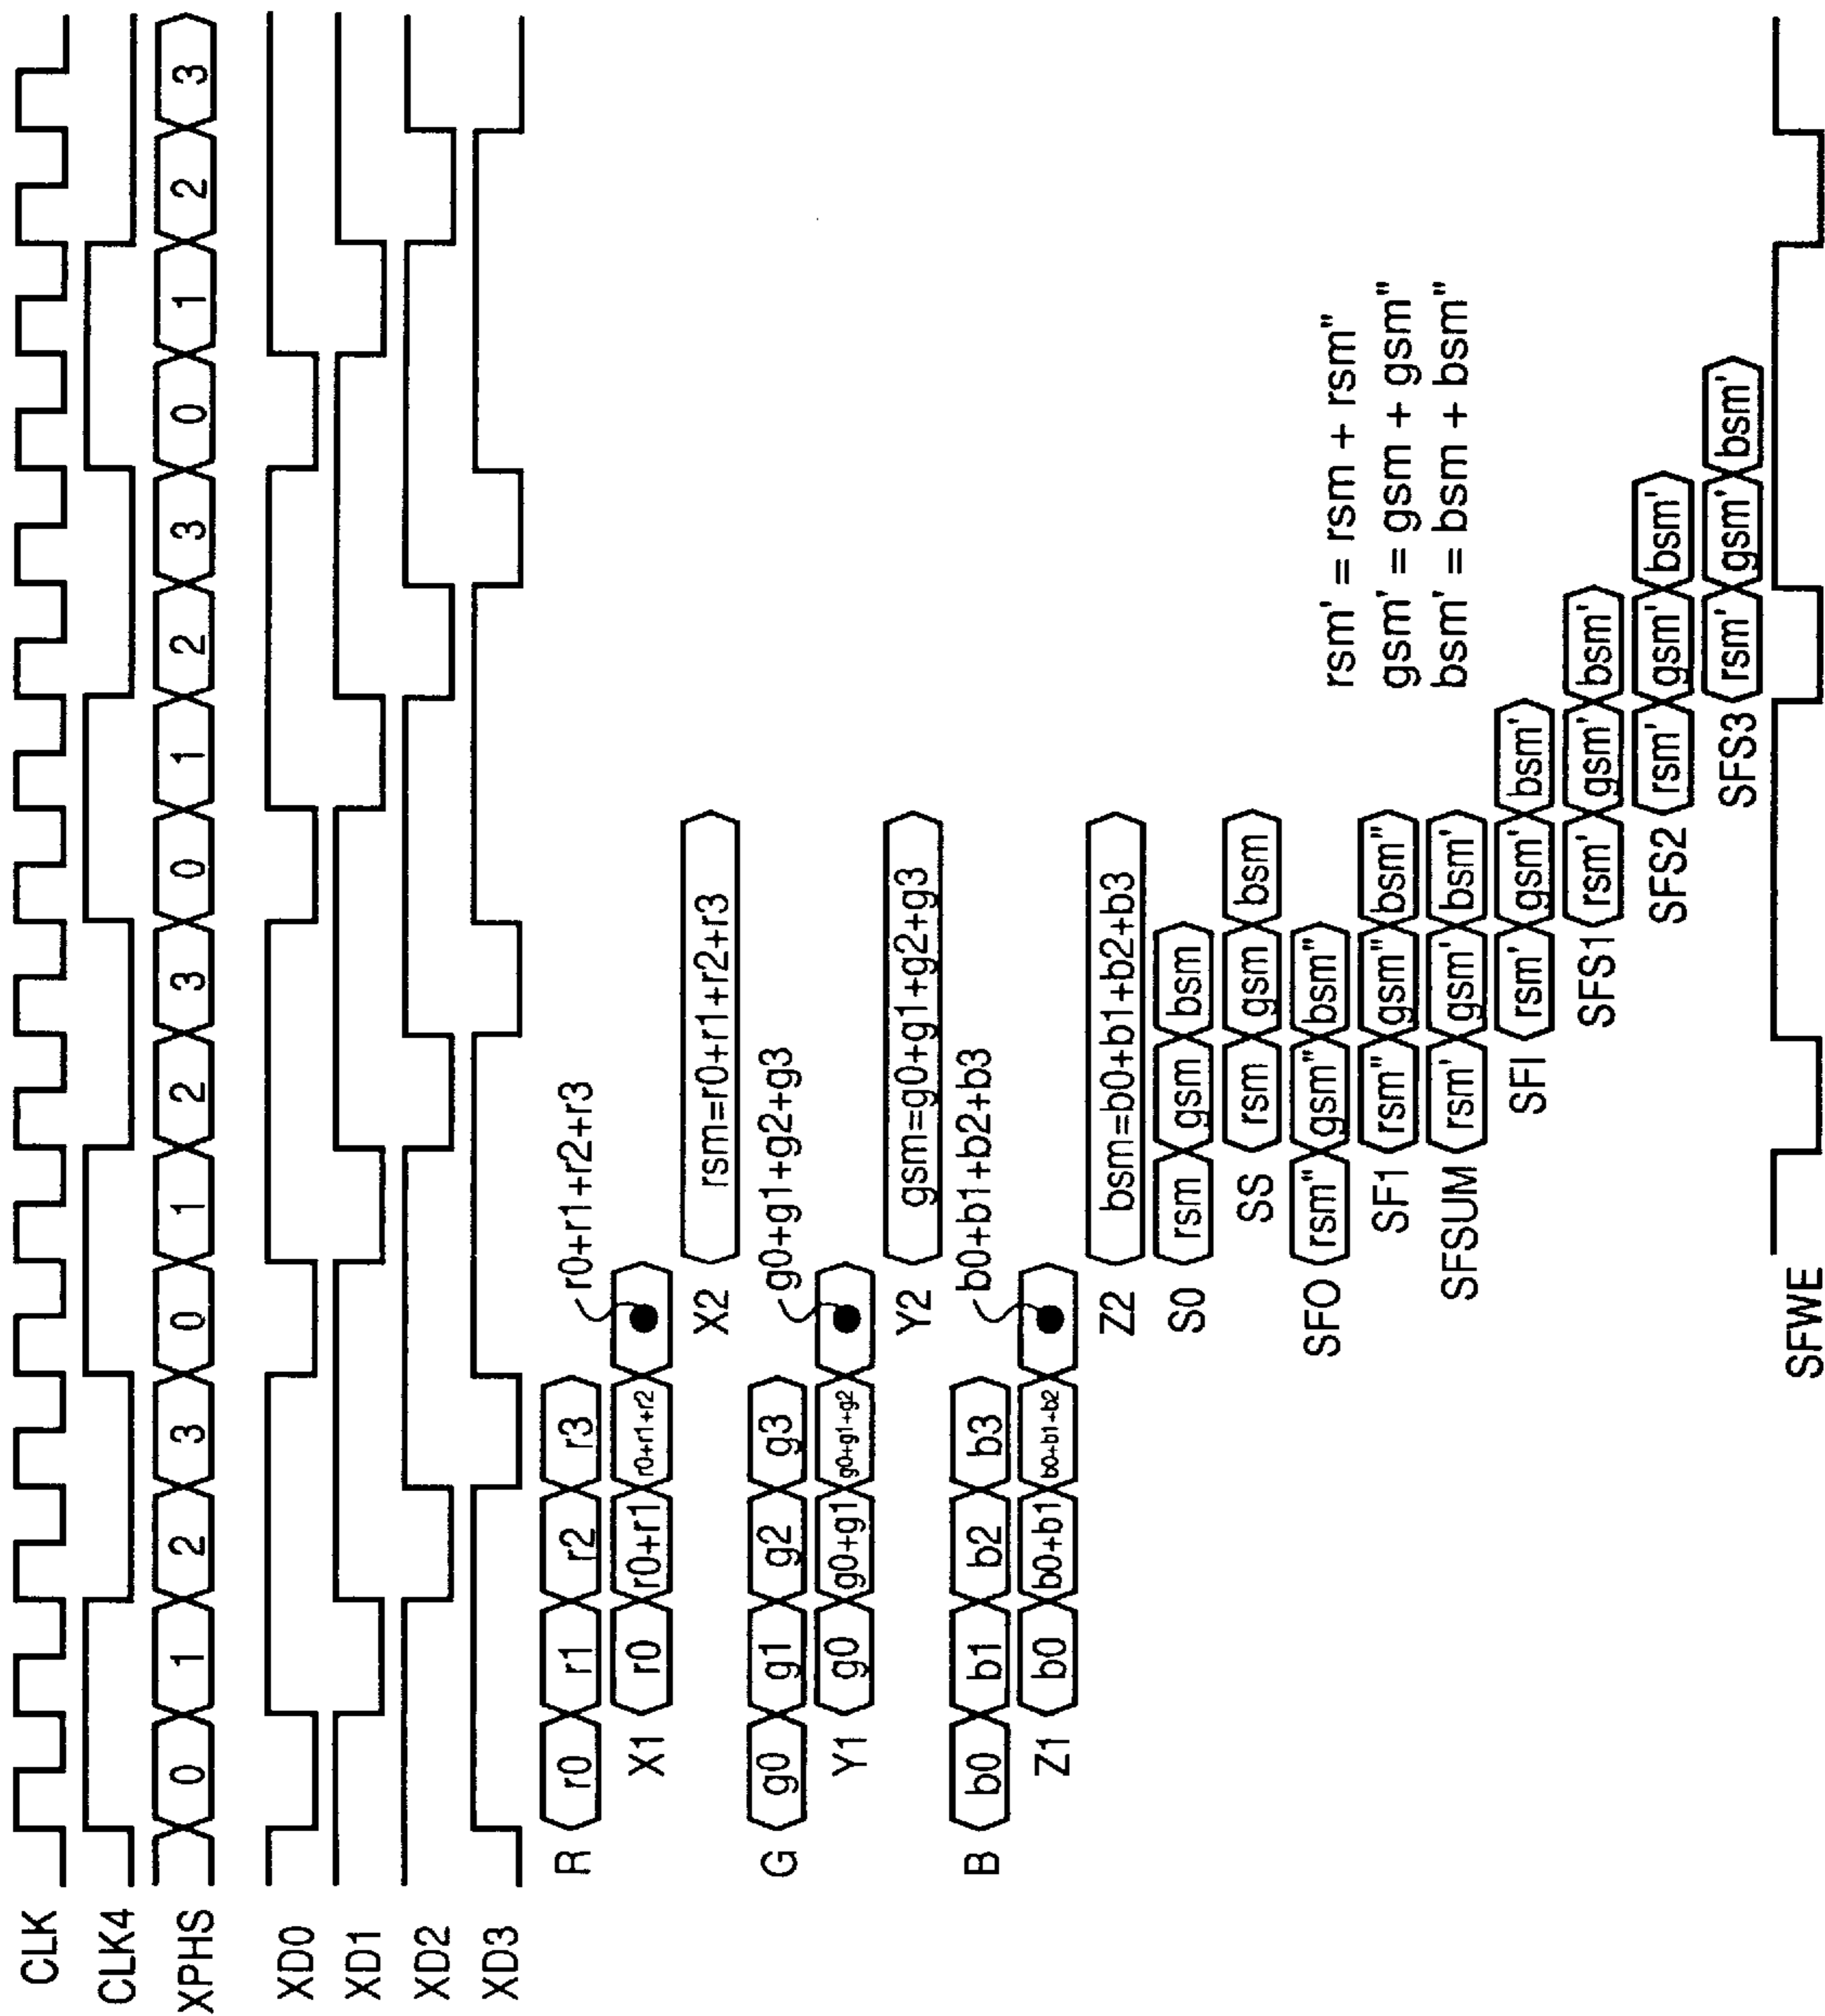 CLK
CLK4
XPHS 0 1 2 3 0 1 2 3 0 1 2 3 0 1 2 3
XD0
XD1
XD2
XD3
R r0 r1 r2 r3
r0+r1+r2+r3
X1 r0 r0+r1 r0+r1+r2
X2 rsm=r0+r1+r2+r3
G g0 g1 g2 g3
g0+g1+g2+g3
Y1 g0 g0+g1 g0+g1+g2
Y2 gsm=g0+g1+g2+g3
B b0 b1 b2 b3
b0+b1+b2+b3
Z1 b0 b0+b1 b0+b1+b2
Z2 bsm=b0+b1+b2+b3
S0 rsm gsm bsm
SS rsm gsm bsm
SFO rsm" gsm" bsm"
SF1 rsm" gsm" bsm"
SFSUM rsm' gsm' bsm'
SFI rsm' gsm' bsm'
SFS1 rsm' gsm' bsm'
SFS2 rsm' gsm' bsm'
SFS3 rsm' gsm' bsm'
rsm' = rsm + rsm"
gsm' = gsm + gsm"
bsm' = bsm + bsm"
SFWE